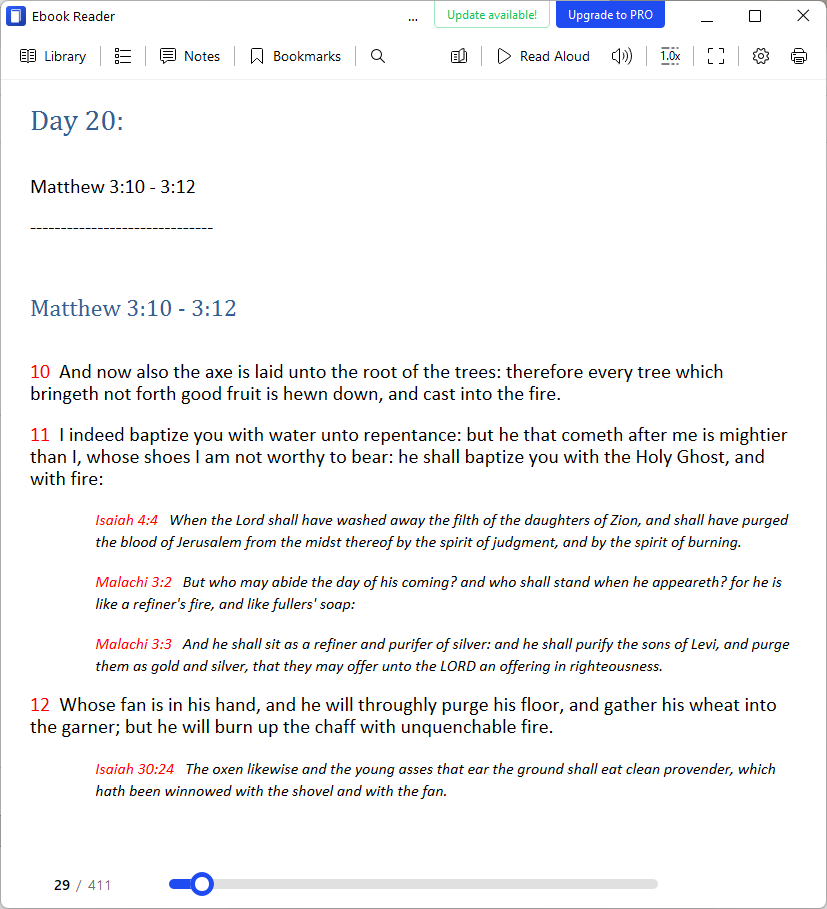 Ebook Reader
...
Update available!
Upgrade to PRO
Library
Notes
Bookmarks
Read Aloud
1.0x
Day 20:
Matthew 3:10 - 3:12
------------------------------
Matthew 3:10 - 3:12
10 And now also the axe is laid unto the root of the trees: therefore every tree which
bringeth not forth good fruit is hewn down, and cast into the fire.
11 I indeed baptize you with water unto repentance: but he that cometh after me is mightier
than I, whose shoes I am not worthy to bear: he shall baptize you with the Holy Ghost, and
with fire:
Isaiah 4:4 When the Lord shall have washed away the filth of the daughters of Zion, and shall have purged
the blood of Jerusalem from the midst thereof by the spirit of judgment, and by the spirit of burning.
Malachi 3:2 But who may abide the day of his coming? and who shall stand when he appeareth? for he is
like a refiner's fire, and like fullers' soap:
Malachi 3:3 And he shall sit as a refiner and purifer of silver: and he shall purify the sons of Levi, and purge
them as gold and silver, that they may offer unto the LORD an offering in righteousness.
12 Whose fan is in his hand, and he will throughly purge his floor, and gather his wheat into
the garner; but he will burn up the chaff with unquenchable fire.
Isaiah 30:24 The oxen likewise and the young asses that ear the ground shall eat clean provender, which
hath been winnowed with the shovel and with the fan.
29 / 411